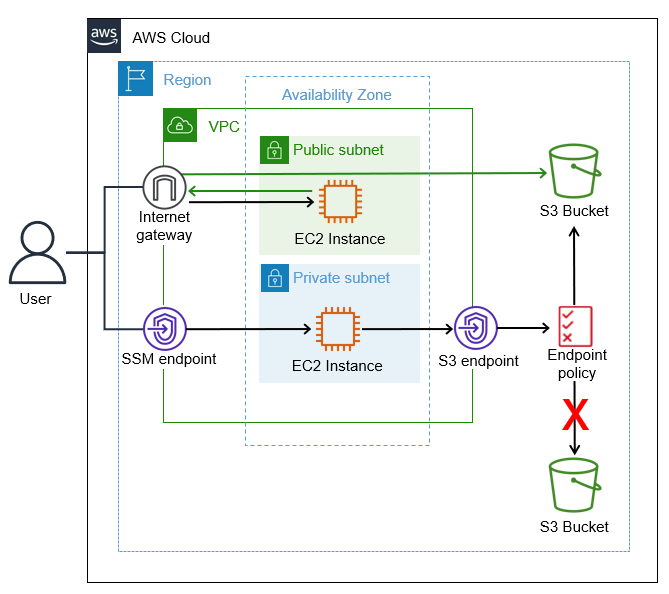 aws
AWS Cloud
Region
Availability Zone
VPC
Public subnet
S3 Bucket
Internet
gateway
EC2 Instance
Private subnet
User
SSM endpoint
EC2 Instance
S3 endpoint
Endpoint
policy
S3 Bucket